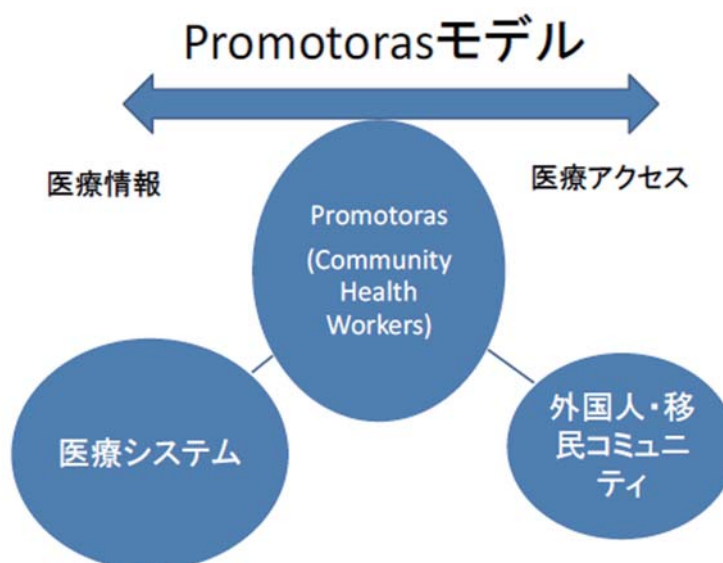 Promotorasモデル
医療情報
医療アクセス
Promotoras
(Community
Health
Workers)
医療システム
外国人・移
民コミュニ
ティ